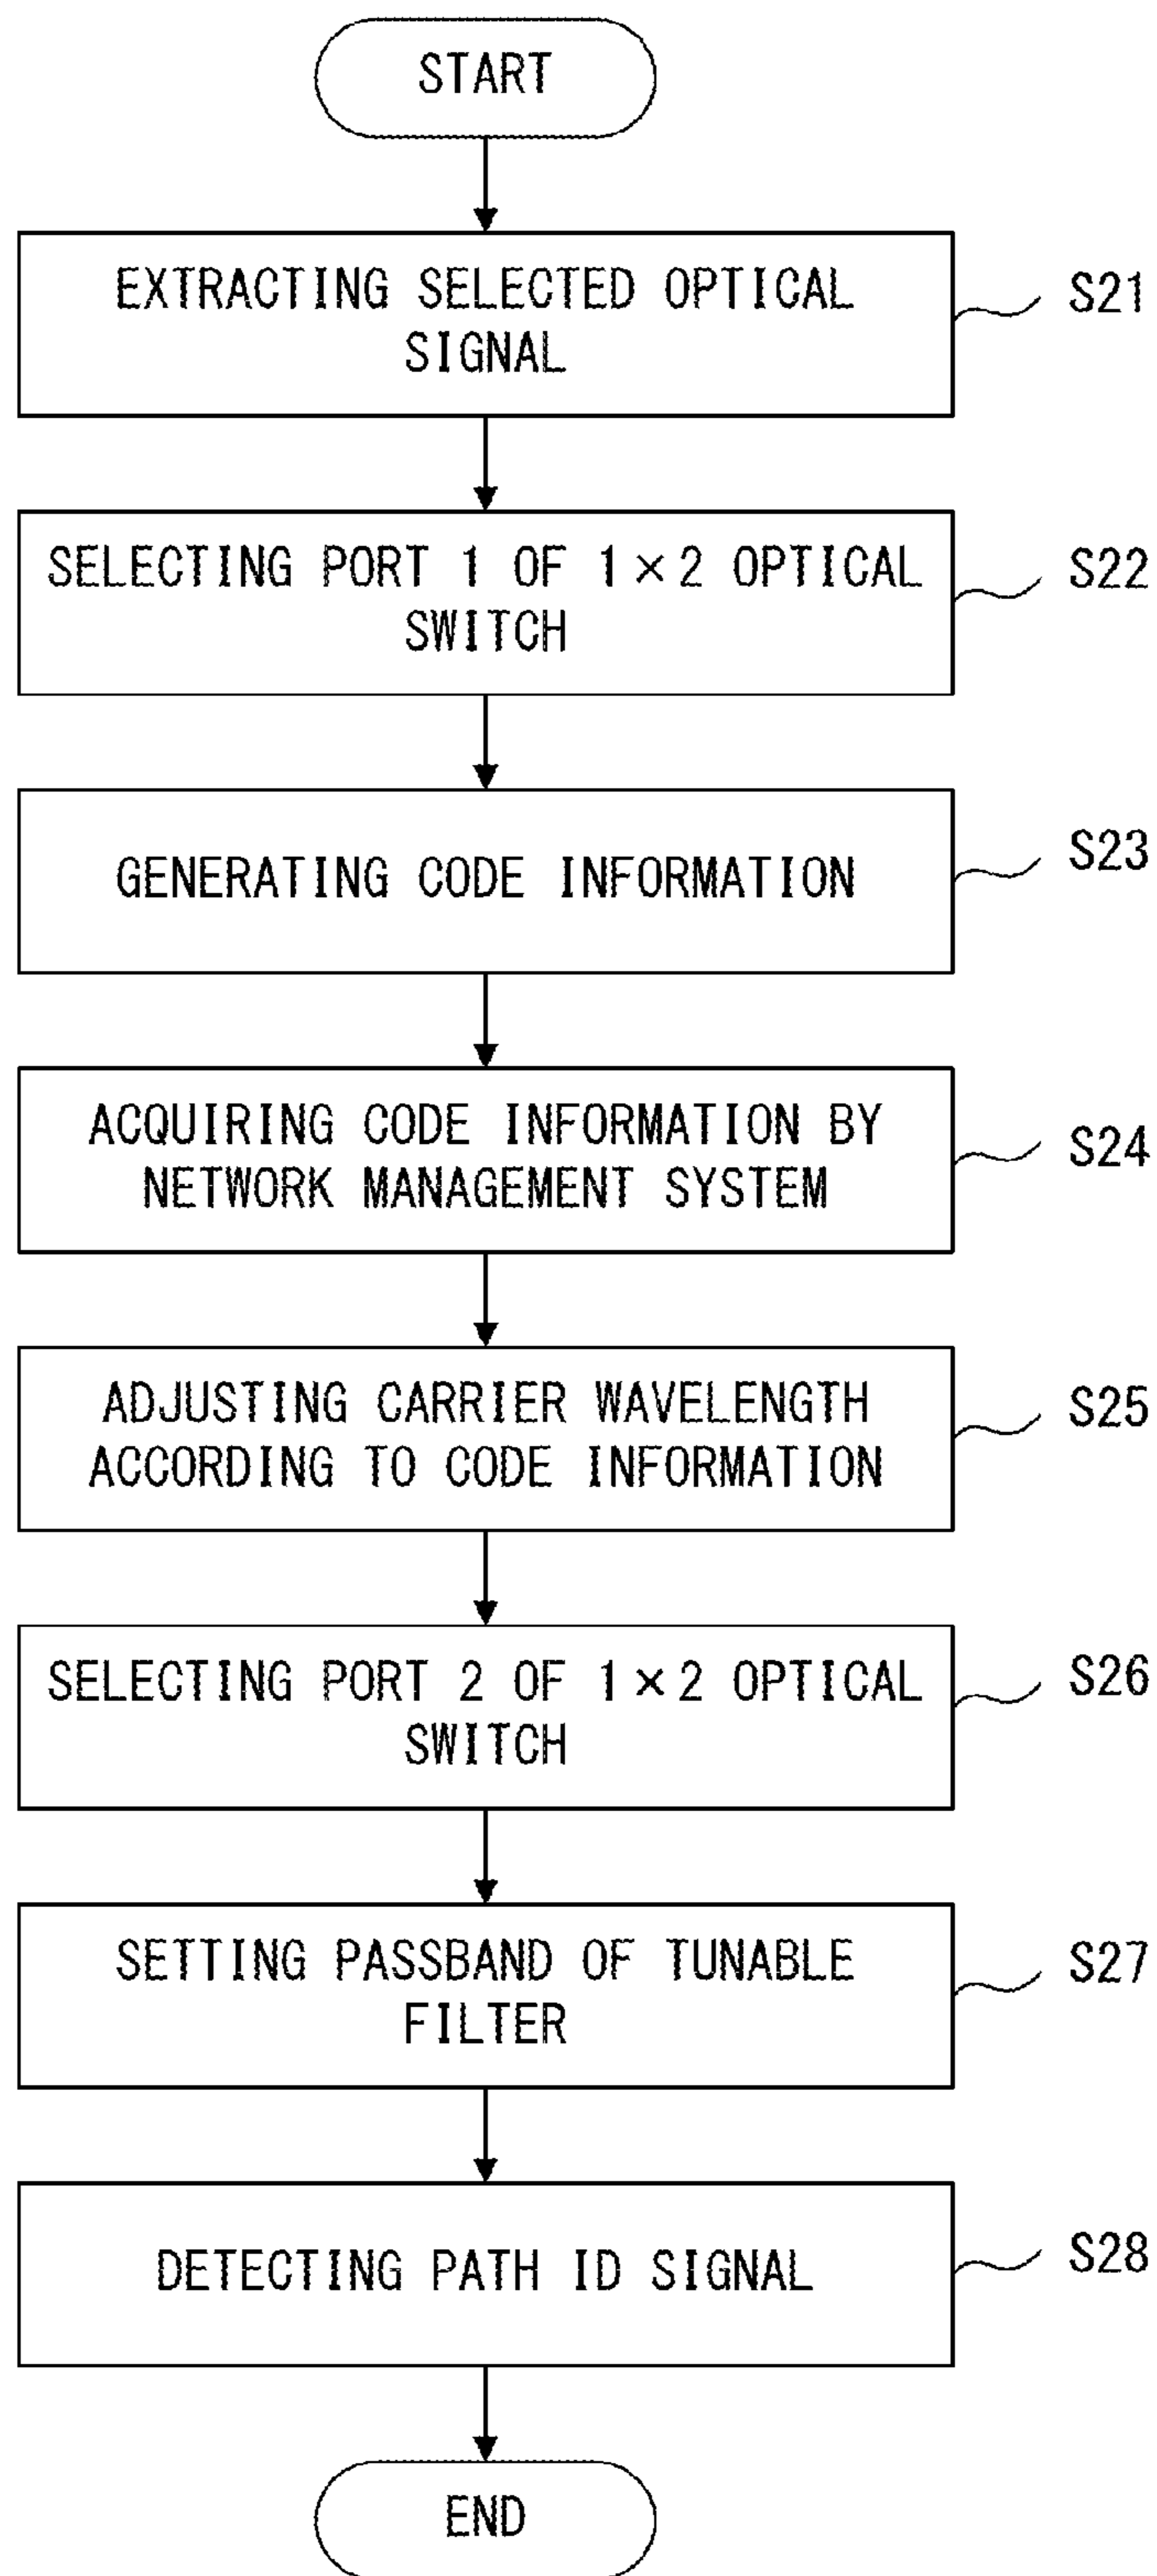 START
EXTRACTING SELECTED OPTICAL
SIGNAL
S21
SELECTING PORT 1 OF 1×2 OPTICAL
SWITCH
S22
GENERATING CODE INFORMATION
S23
ACQUIRING CODE INFORMATION BY
NETWORK MANAGEMENT SYSTEM
S24
ADJUSTING CARRIER WAVELENGTH
ACCORDING TO CODE INFORMATION
S25
SELECTING PORT 2 OF 1×2 OPTICAL
SWITCH
S26
SETTING PASSBAND OF TUNABLE
FILTER
S27
DETECTING PATH ID SIGNAL
S28
END